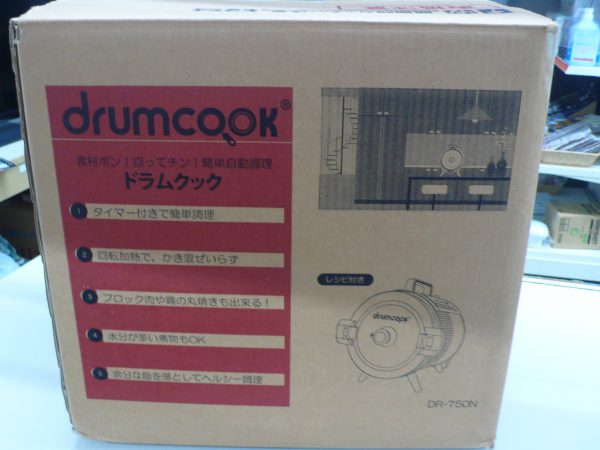 drumcook®
食材ポン!回ってチン!簡単自動調理
ドラムクック
1 タイマー付きで簡単調理
2 回転加熱で、かき混ぜいらず
3 ブロック肉や鶏の丸焼きも出来る!
4 水分が多い煮物もOK
5 余分な脂を落としてヘルシー調理
レシピ付き
drumcook
DR-750N